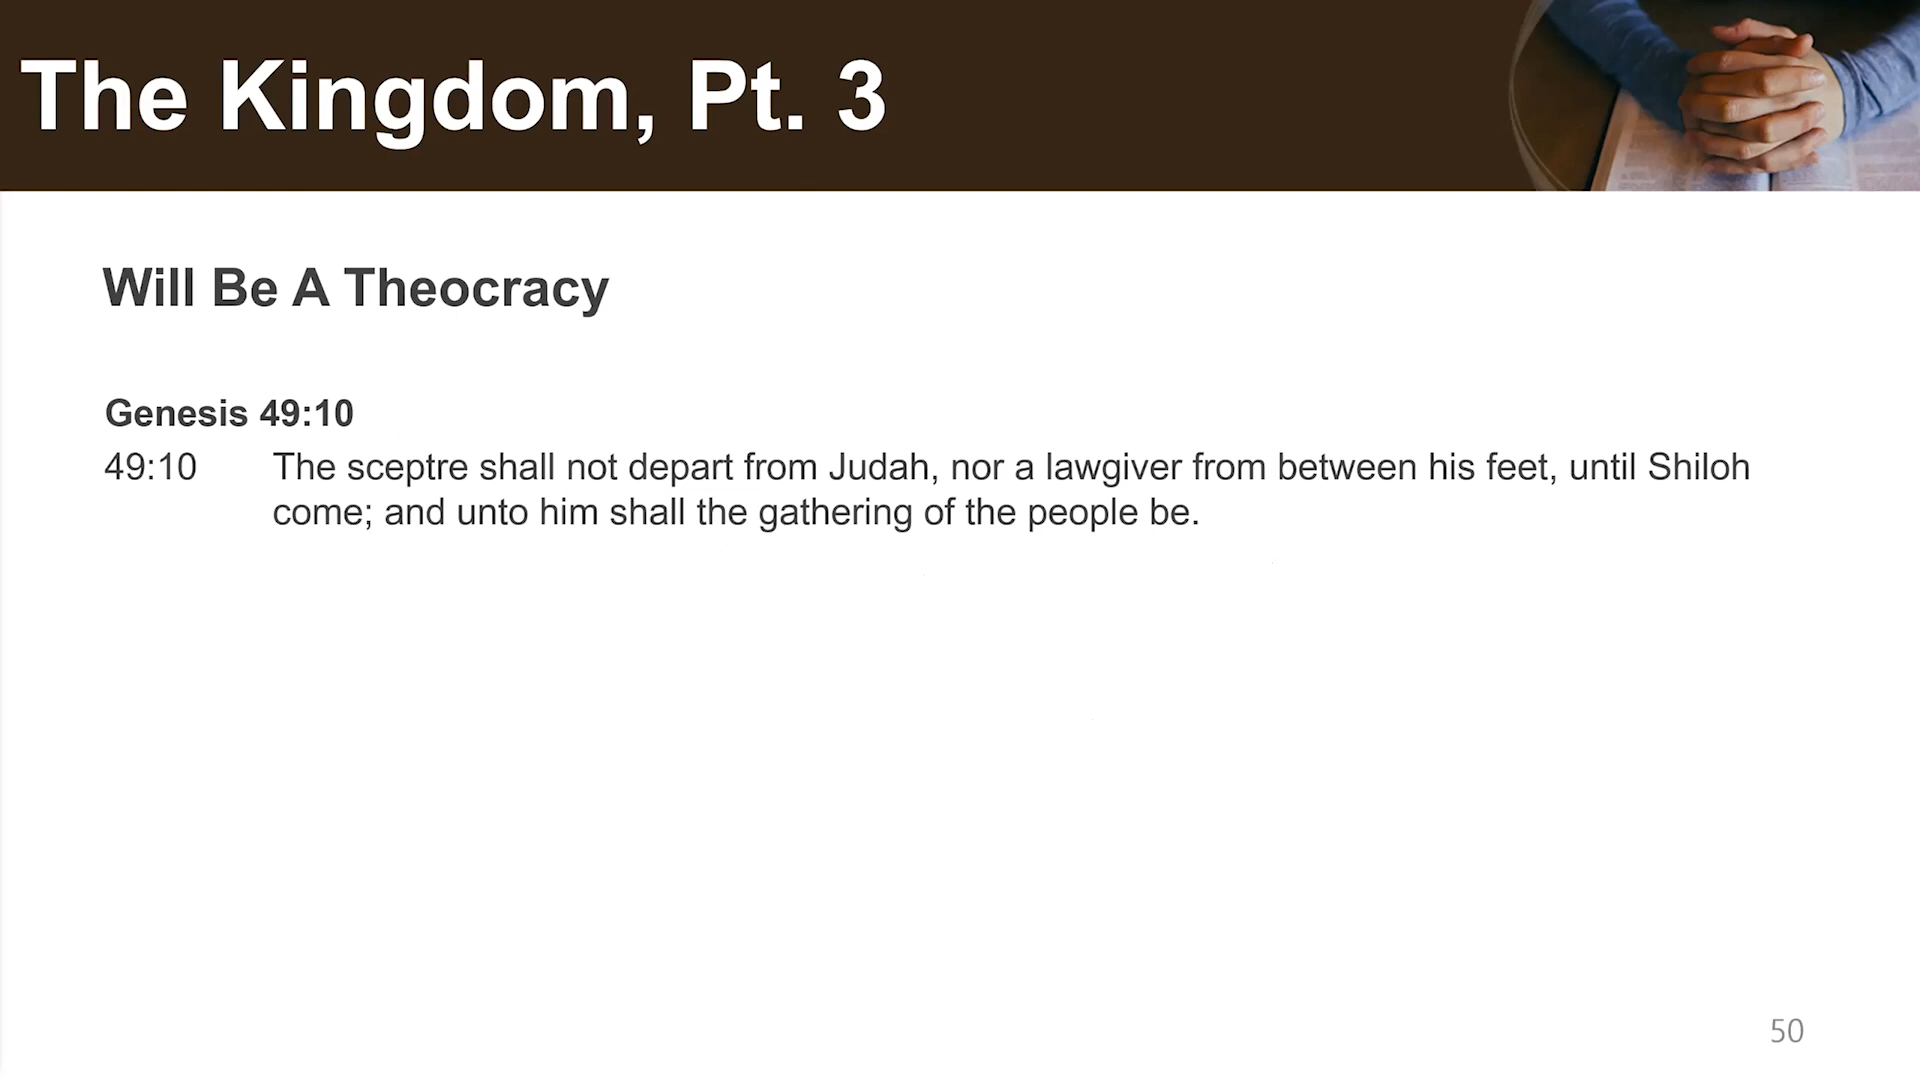 The Kingdom, Pt. 3
Will Be A Theocracy
Genesis 49:10
49:10 The sceptre shall not depart from Judah, nor a lawgiver from between his feet, until Shiloh
come; and unto him shall the gathering of the people be.
50